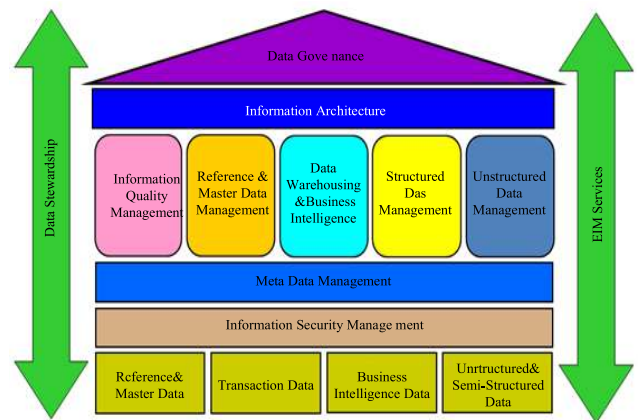 Data Gove nance
Information Architecture
Data Stewardship
Information
Quality
Management
Reference &
Master Data
Management
Data
Warehousing
&Business
Intelligence
Structured
Das
Management
Unstructured
Data
Management
EIM Services
Meta Data Management
Information Security Manage ment
Rcference&
Master Data
Transaction Data
Business
Intelligence Data
Unrtructured&
Semi-Structured
Data